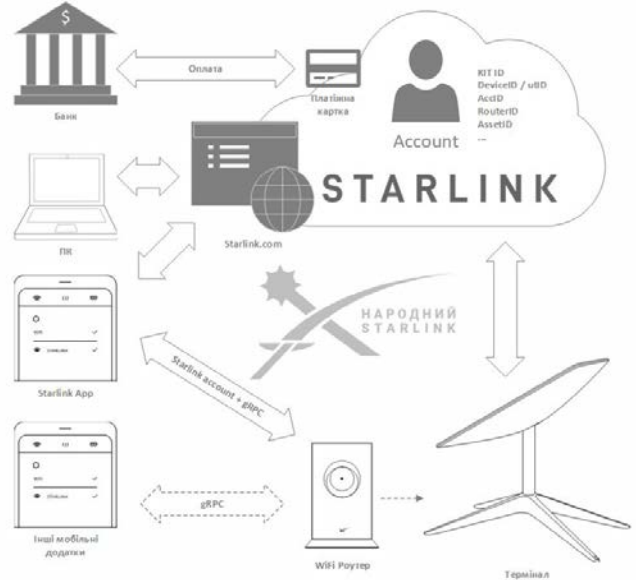 $
Оплата
Банк
Платіжна
картка
KIT ID
DeviceID / utID
AccID
RouterID
AssetID
...
Account
STARLINK
Starlink.com
ПК
НАРОДНИЙ
STARLINK
Starlink App
Starlink account + gRPC
gRPC
Інші мобільні
додатки
WiFi Роутер
Термінал